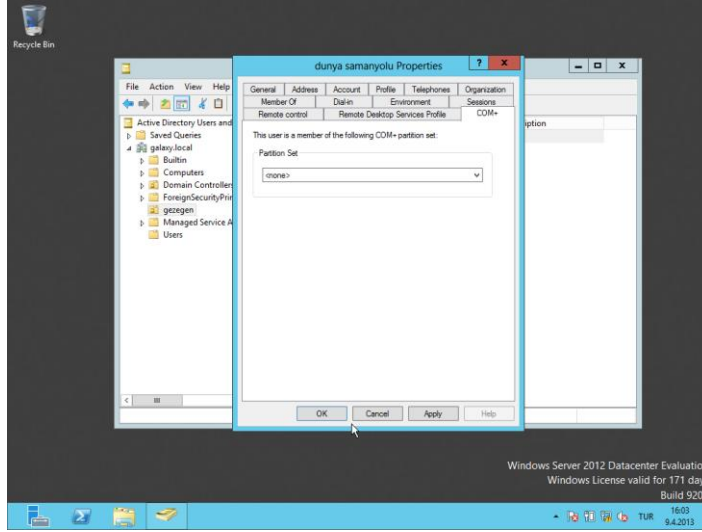 Recycle Bin
dunya samanyolu Properties
?
x
File Action View Help
General Address Account Profile Telephones Organization
Member Of Dial-in Environment Sessions
Remote control Remote Desktop Services Profile COM+
Active Directory Users and
Saved Queries
galaxy.local
Builtin
Computers
Domain Controllers
ForeignSecurityPrin
gezegen
Managed Service A
Users
iption
This user is a member of the following COM+ partition set:
Partition Set
<none>
OK Cancel Apply Help
Windows Server 2012 Datacenter Evaluatio
Windows License valid for 171 day
Build 920
TUR
16:03
9.4.2013